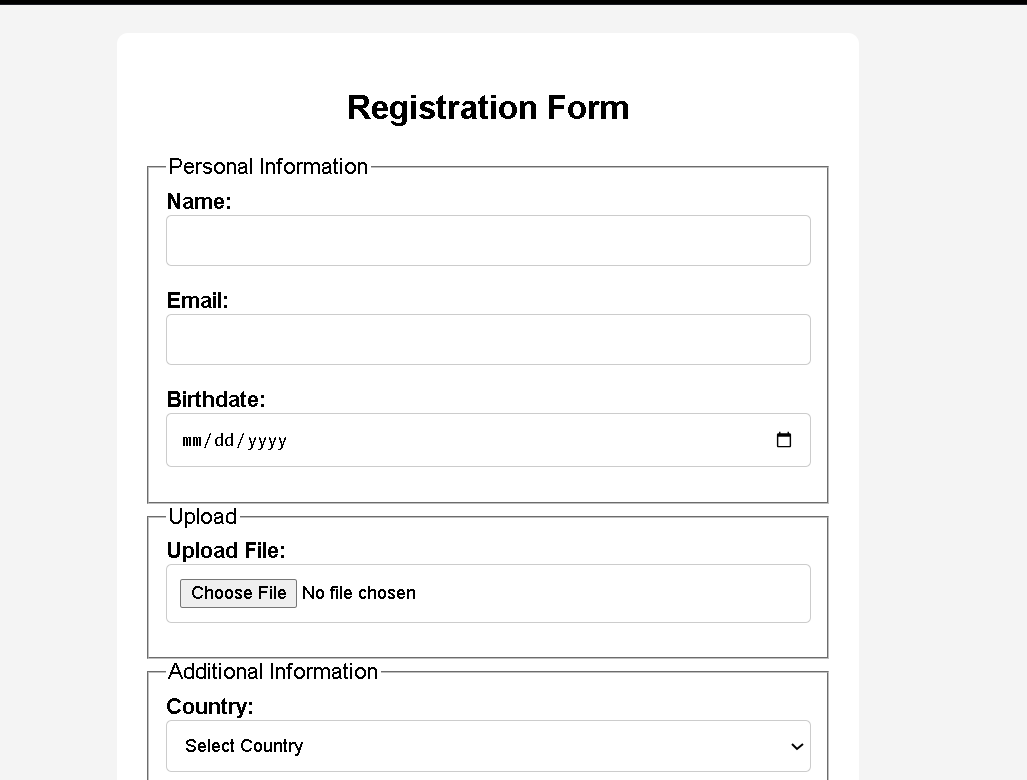 Registration Form
Personal Information
Name:
Email:
Birthdate:
mm/dd/yyyy
Upload
Upload File:
Choose File No file chosen
Additional Information
Country:
Select Country